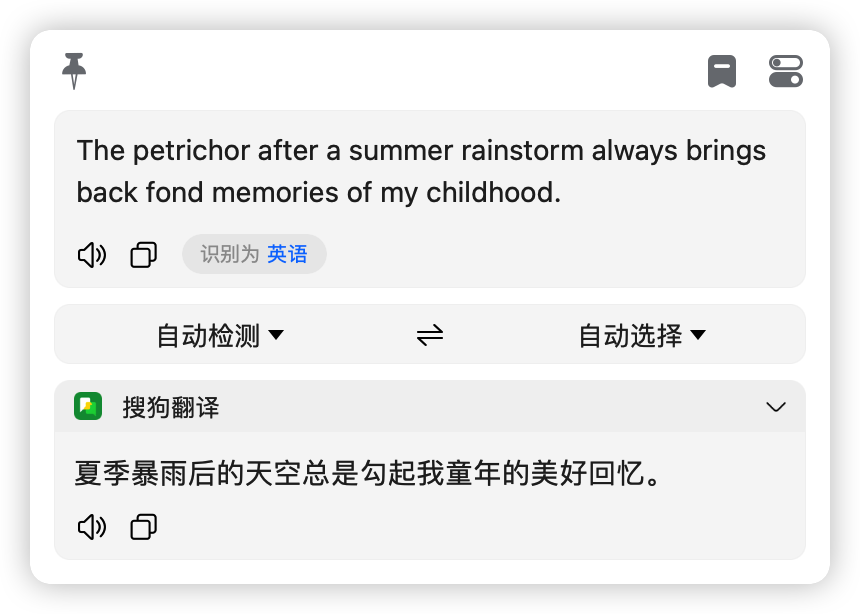 The petrichor after a summer rainstorm always brings
back fond memories of my childhood.
识别为 英语
自动检测
自动选择
搜狗翻译
夏季暴雨后的天空总是勾起我童年的美好回忆。